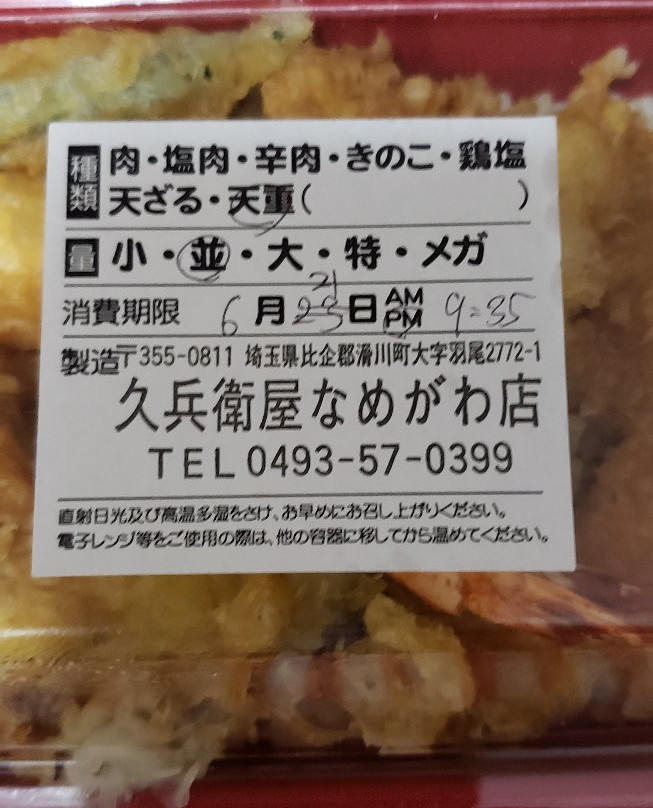 種類 肉・塩肉・辛肉・きのこ・鶏塩
天ざる・天重( )
量 小・並・大・特・メガ
21
消費期限 6月23日 AM PM 9:35
製造 〒355-0811 埼玉県比企郡滑川町大字羽尾2772-1
久兵衛屋なめがわ店
TEL0493-57-0399
直射日光及び高温多湿をさけ、お早めにお召し上がりください。
電子レンジ等をご使用の際は、他の容器に移してから温めてください。